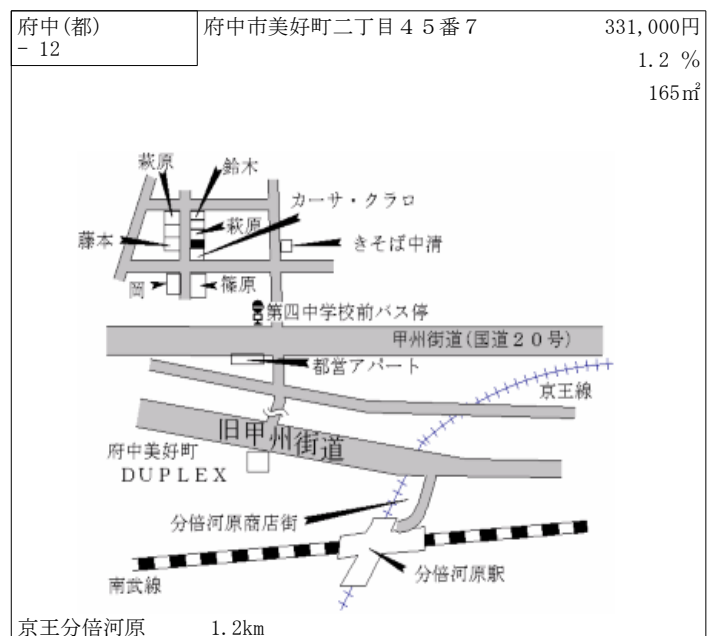 府中(都)
- 12
府中市美好町二丁目４５番７
331,000円
1.2 %
165㎡
萩原
鈴木
カーサ・クラロ
萩原
藤本
きそば中清
岡
篠原
第四中学校前バス停
甲州街道(国道２０号)
都営アパート
京王線
旧甲州街道
府中美好町
ＤＵＰＬＥＸ
分倍河原商店街
分倍河原駅
南武線
京王分倍河原
1.2km